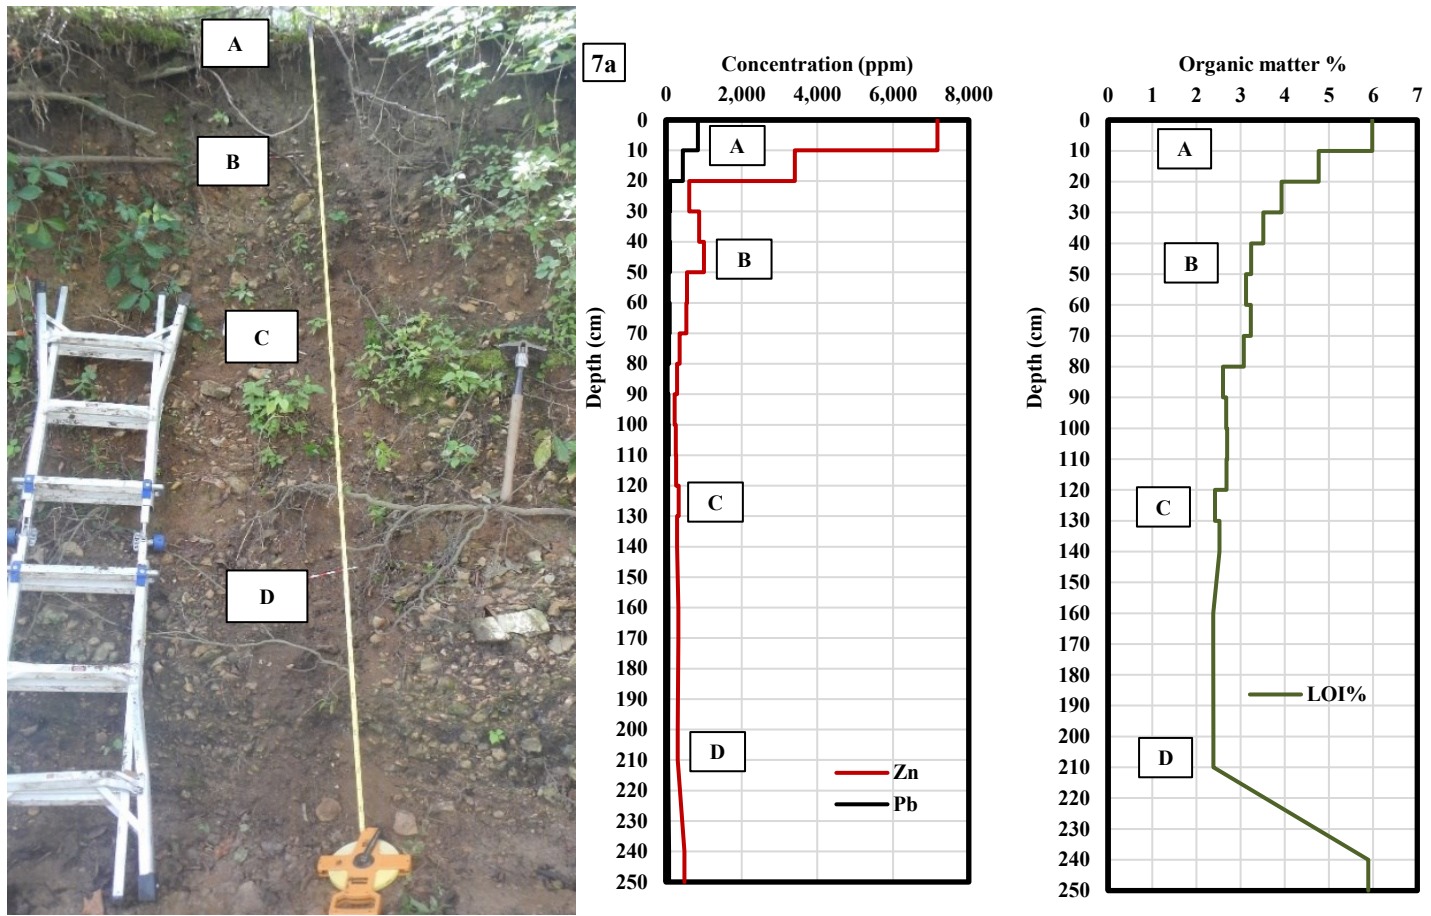 A
B
C
D
7a
Concentration (ppm)
0 2,000 4,000 6,000 8,000
Depth (cm)
0
10
20
30
40
50
60
70
80
90
100
110
120
130
140
150
160
170
180
190
200
210
220
230
240
250
A
B
C
D
Zn
Pb
Organic matter %
0 1 2 3 4 5 6 7
Depth (cm)
0
10
20
30
40
50
60
70
80
90
100
110
120
130
140
150
160
170
180
190
200
210
220
230
240
250
A
B
C
LOI%
D